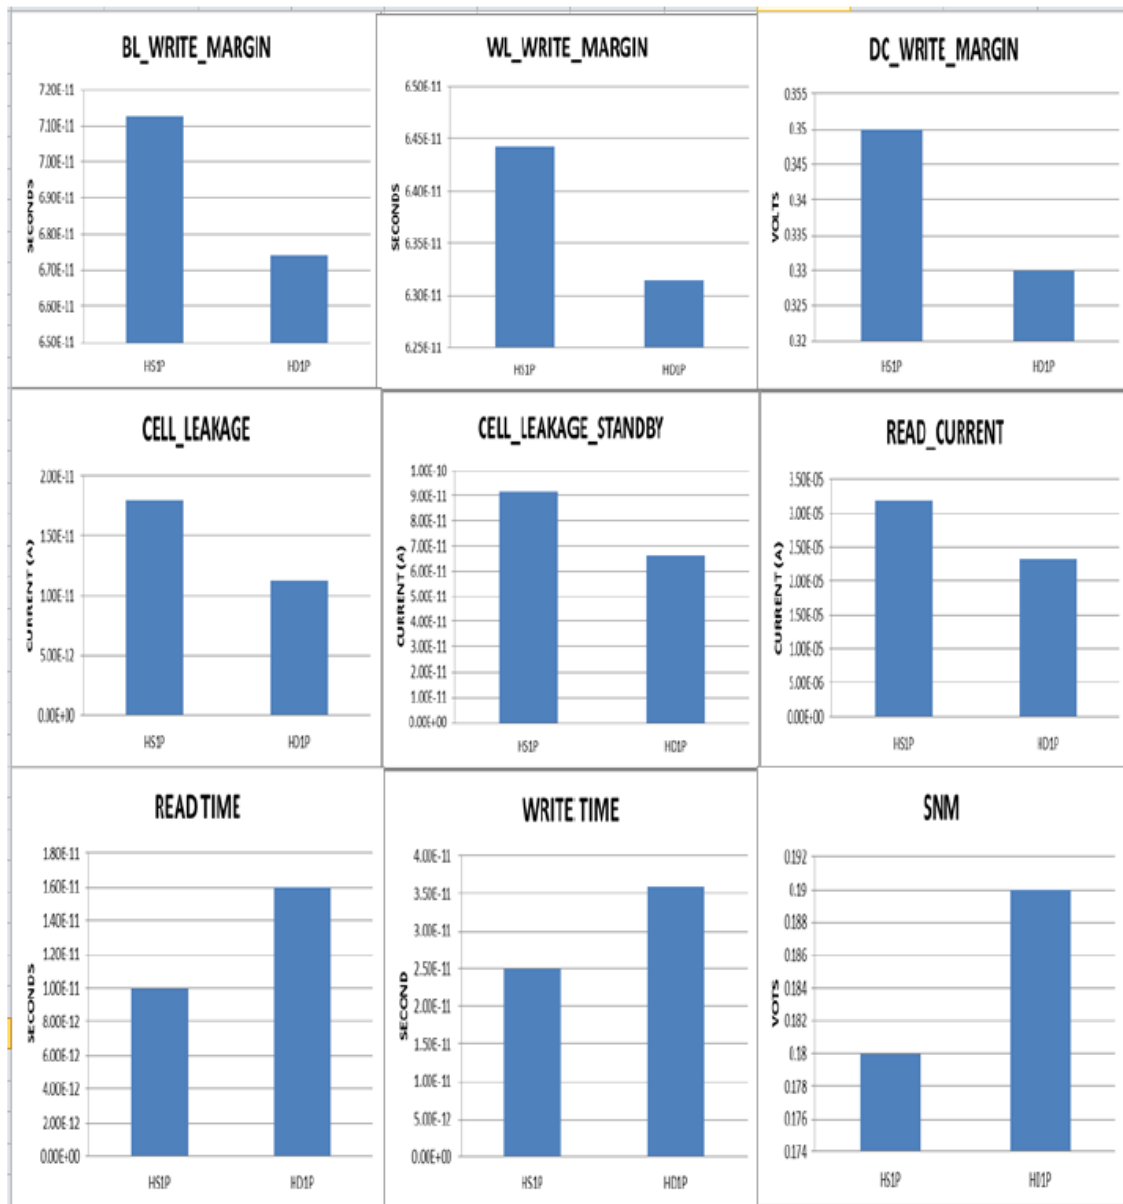 BL_WRITE_MARGIN
7.20E-11
7.10E-11
7.00E-11
6.90E-11
6.80E-11
6.70E-11
6.60E-11
6.50E-11
SECONDS
HS1P HD1P
WL_WRITE_MARGIN
6.50E-11
6.45E-11
6.40E-11
6.35E-11
6.30E-11
6.25E-11
SECONDS
HS1P HD1P
DC_WRITE_MARGIN
0.355
0.35
0.345
0.34
0.335
0.33
0.325
0.32
VOLTS
HS1P HD1P
CELL_LEAKAGE
2.00E-11
1.50E-11
1.00E-11
5.00E-12
0.00E+00
CURRENT (A)
HS1P HD1P
CELL_LEAKAGE_STANDBY
1.00E-10
9.00E-11
8.00E-11
7.00E-11
6.00E-11
5.00E-11
4.00E-11
3.00E-11
2.00E-11
1.00E-11
0.00E+00
CURRENT (A)
HS1P HD1P
READ_CURRENT
3.50E-05
3.00E-05
2.50E-05
2.00E-05
1.50E-05
1.00E-05
5.00E-06
0.00E+00
CURRENT (A)
HS1P HD1P
READ TIME
1.80E-11
1.60E-11
1.40E-11
1.20E-11
1.00E-11
8.00E-12
6.00E-12
4.00E-12
2.00E-12
0.00E+00
SECONDS
HS1P HD1P
WRITE TIME
4.00E-11
3.50E-11
3.00E-11
2.50E-11
2.00E-11
1.50E-11
1.00E-11
5.00E-12
0.00E+00
SECOND
HS1P HD1P
SNM
0.192
0.19
0.188
0.186
0.184
0.182
0.18
0.178
0.176
0.174
VOTS
HS1P HD1P